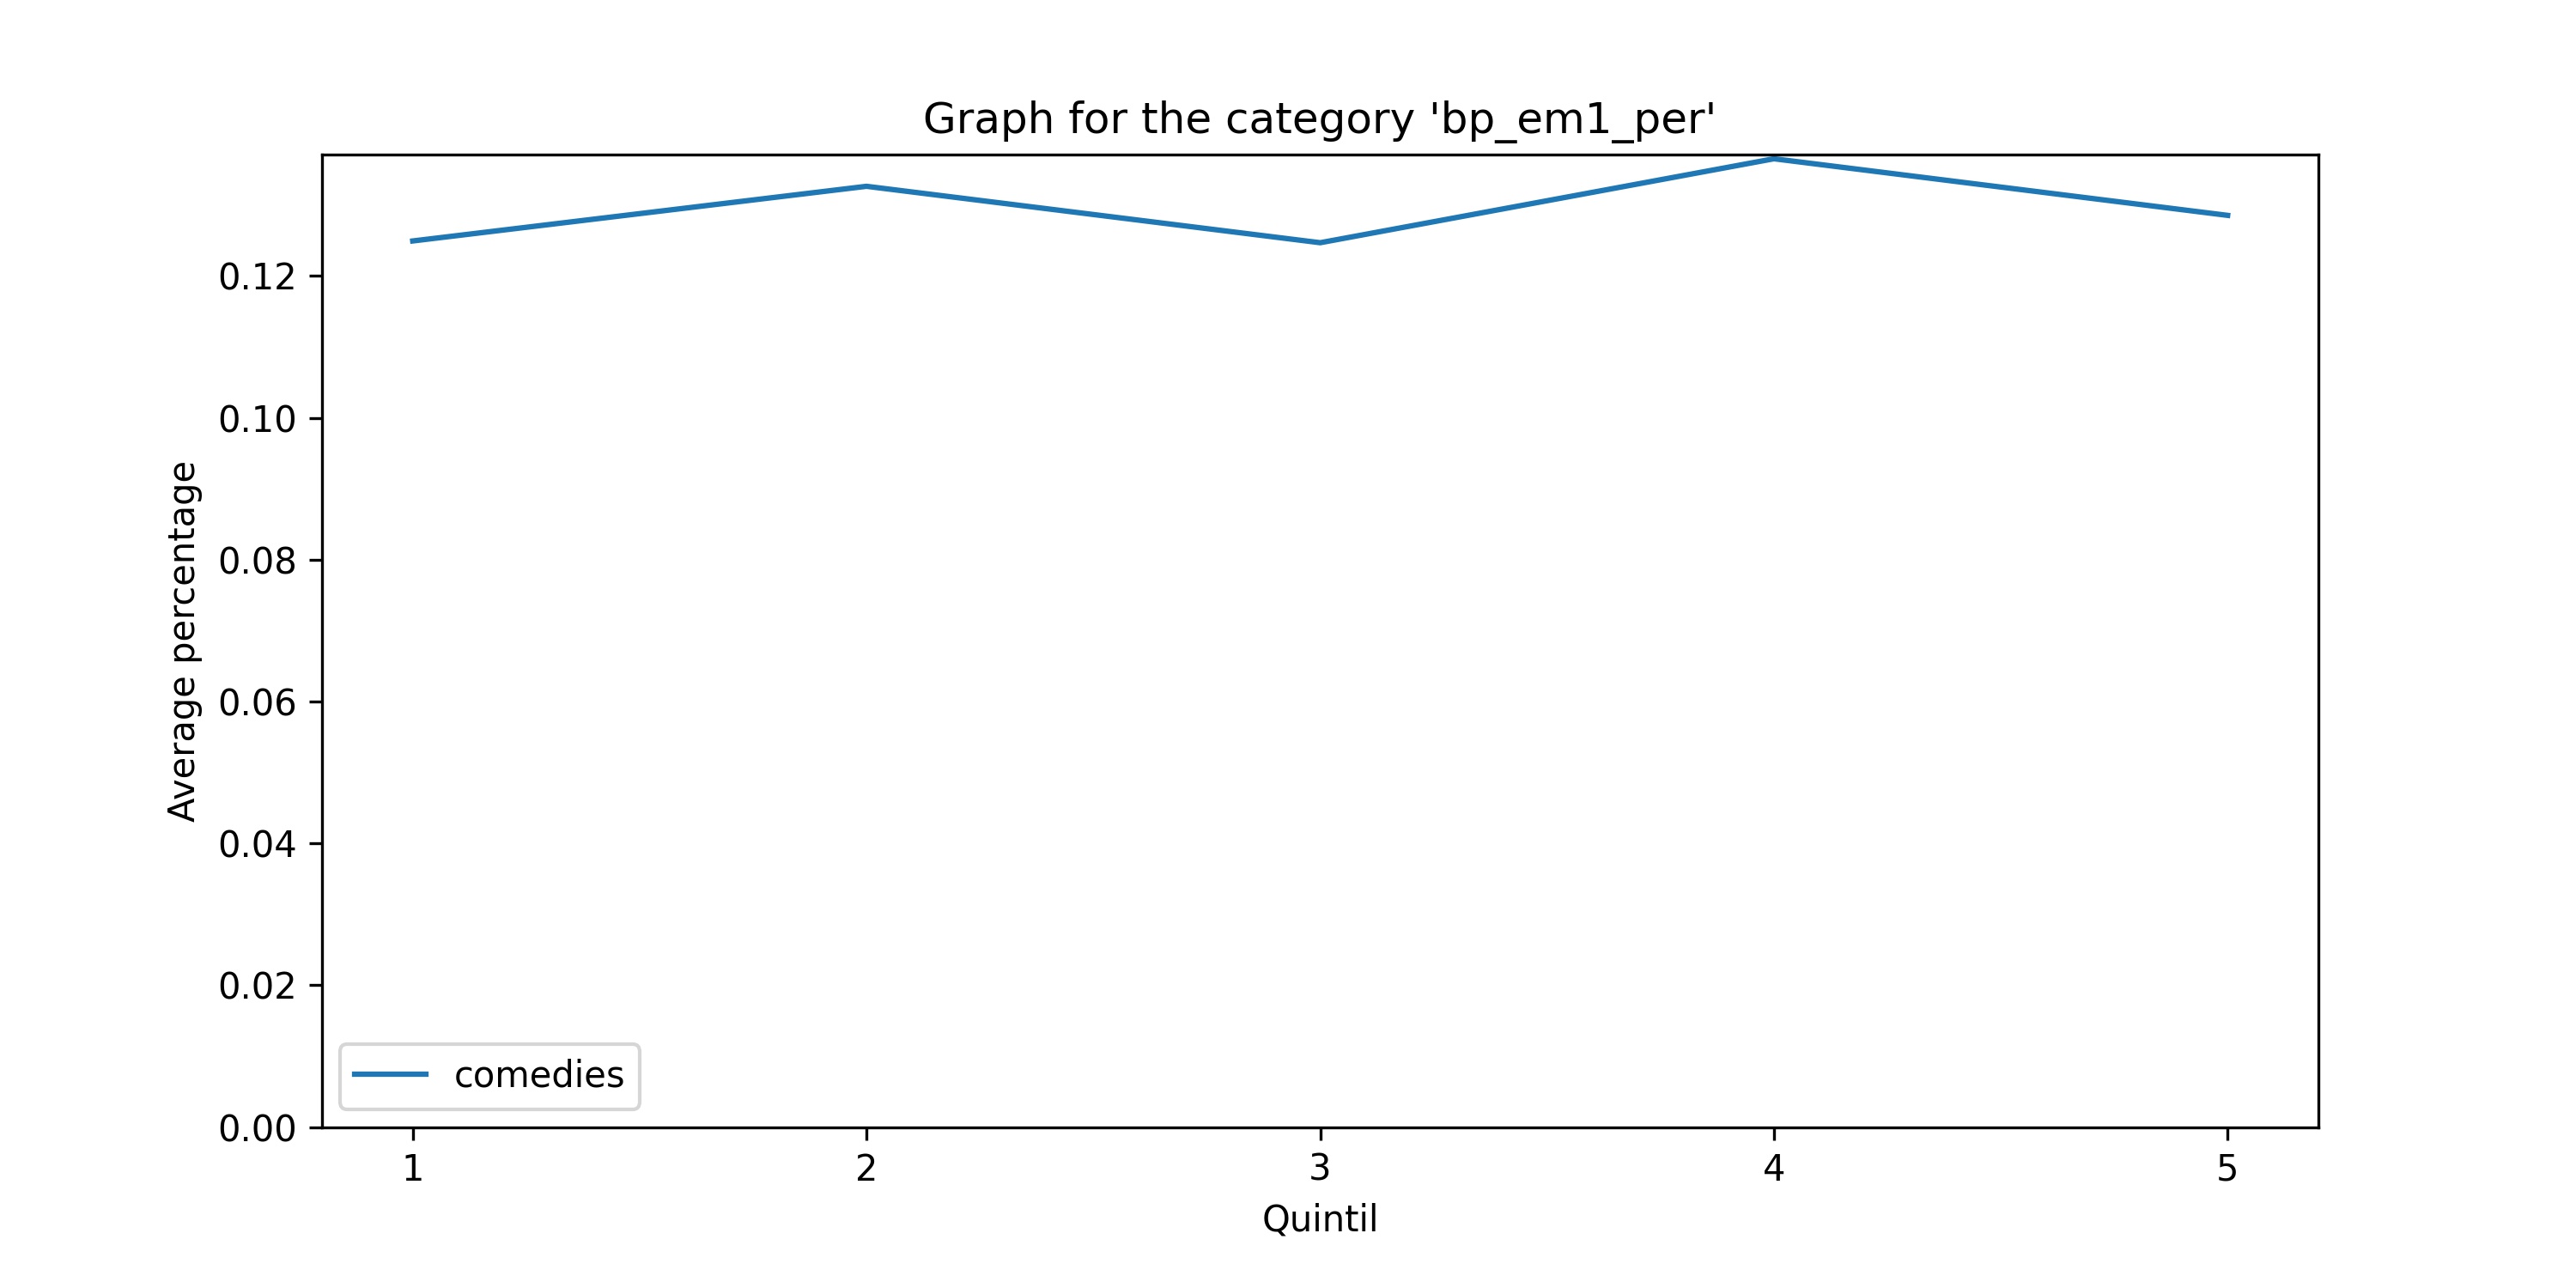 Graph for the category 'bp_em1_per'
Average percentage
0.12
0.10
0.08
0.06
0.04
0.02
0.00
comedies
1 2 3 4 5
Quintil